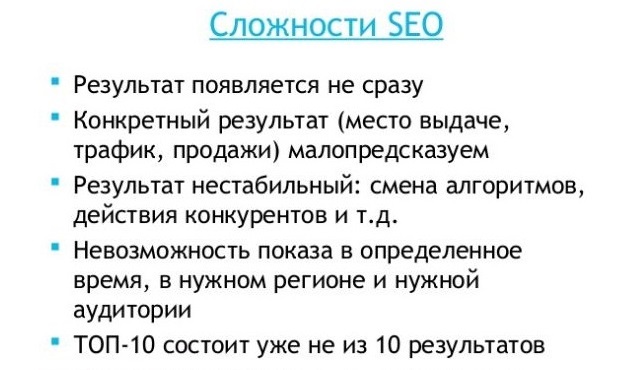 Сложности SEO
Результат появляется не сразу
Конкретный результат (место выдаче,
трафик, продажи) малопредсказуем
Результат нестабильный: смена алгоритмов,
действия конкурентов и т.д.
Невозможность показа в определенное
время, в нужном регионе и нужной
аудитории
ТОП-10 состоит уже не из 10 результатов